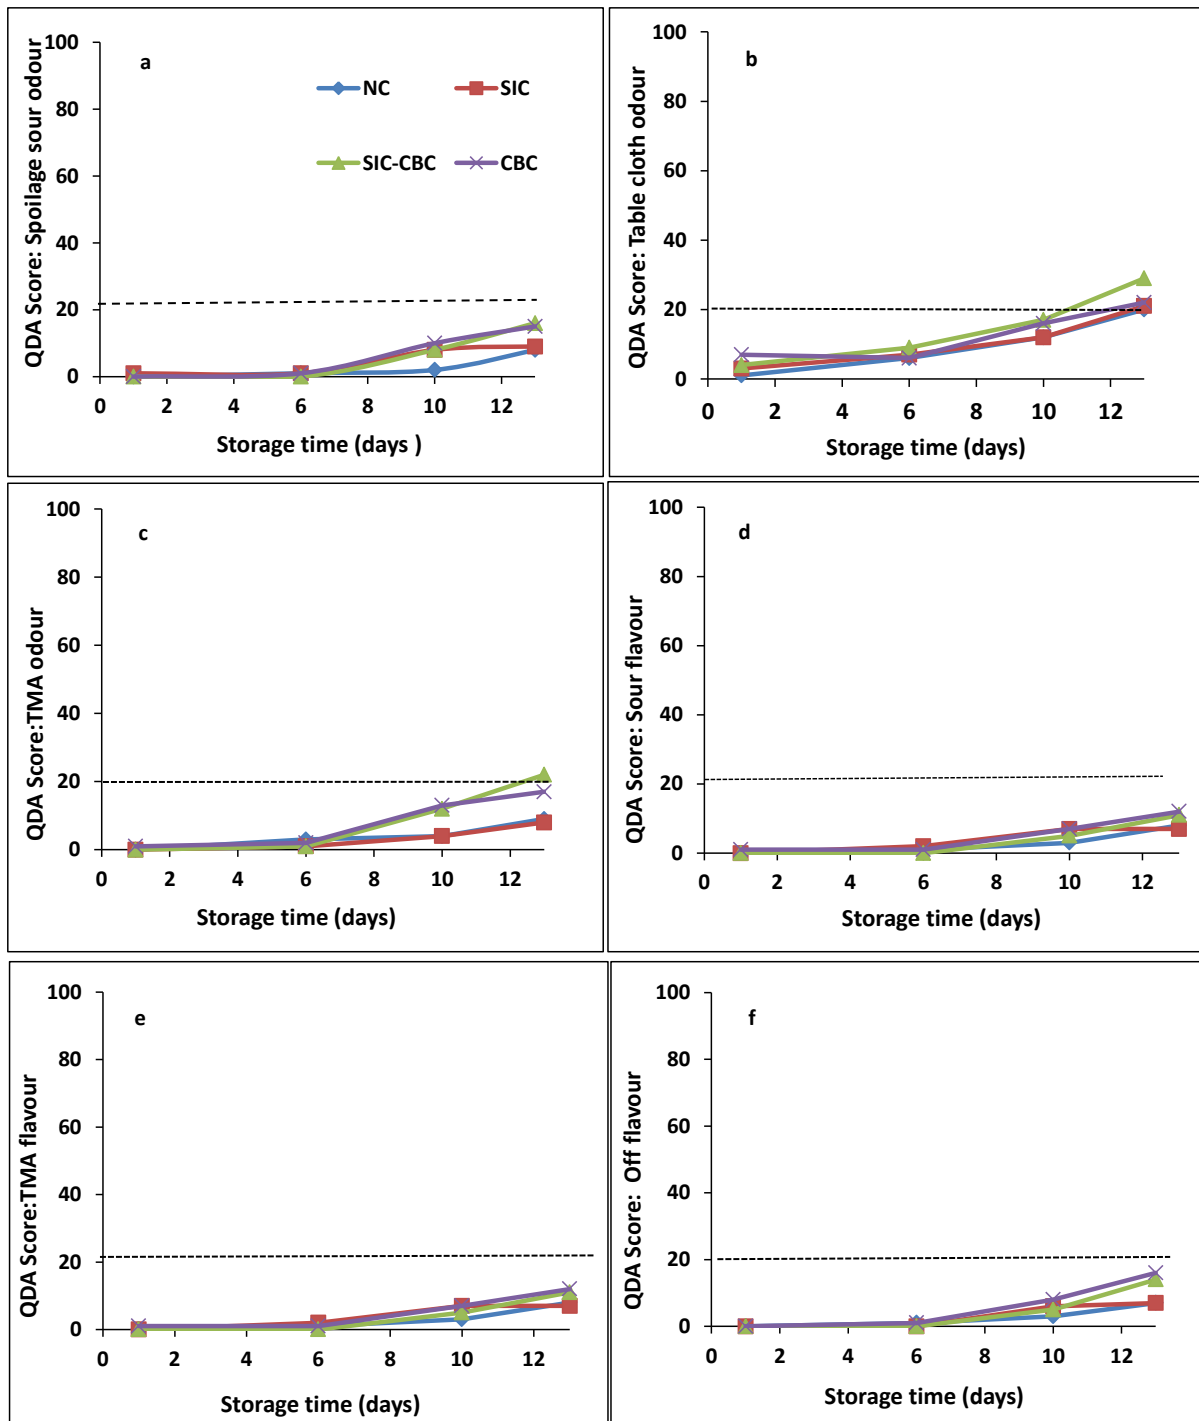 a
NC SIC
SIC-CBC CBC
QDA Score: Spoilage sour odour
100
80
60
40
20
0
0 2 4 6 8 10 12
Storage time (days )
b
QDA Score: Table cloth odour
100
80
60
40
20
0
0 2 4 6 8 10 12
Storage time (days)
c
QDA Score:TMA odour
100
80
60
40
20
0
0 2 4 6 8 10 12
Storage time (days)
d
QDA Score: Sour flavour
100
80
60
40
20
0
0 2 4 6 8 10 12
Storage time (days)
e
QDA Score:TMA flavour
100
80
60
40
20
0
0 2 4 6 8 10 12
Storage time (days)
f
QDA Score: Off flavour
100
80
60
40
20
0
0 2 4 6 8 10 12
Storage time (days)